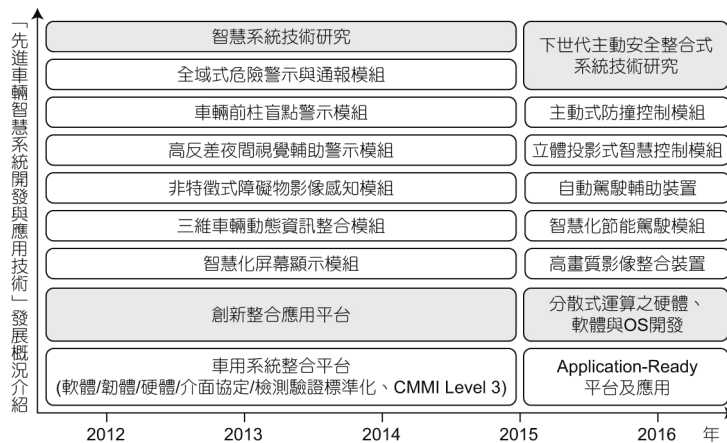 「先進車輛智慧系統開發與應用技術」發展概況介紹
智慧系統技術研究
全域式危險警示與通報模組
車輛前柱盲點警示模組
高反差夜間視覺輔助警示模組
非特徵式障礙物影像感知模組
三維車輛動態資訊整合模組
智慧化屏幕顯示模組
創新整合應用平台
車用系統整合平台
(軟體/韌體/硬體/介面協定/檢測驗證標準化、CMMI Level 3)
下世代主動安全整合式
系統技術研究
主動式防撞控制模組
立體投影式智慧控制模組
自動駕駛輔助裝置
智慧化節能駕駛模組
高畫質影像整合裝置
分散式運算之硬體、
軟體與OS開發
Application-Ready
平台及應用
2012 2013 2014 2015 2016 年